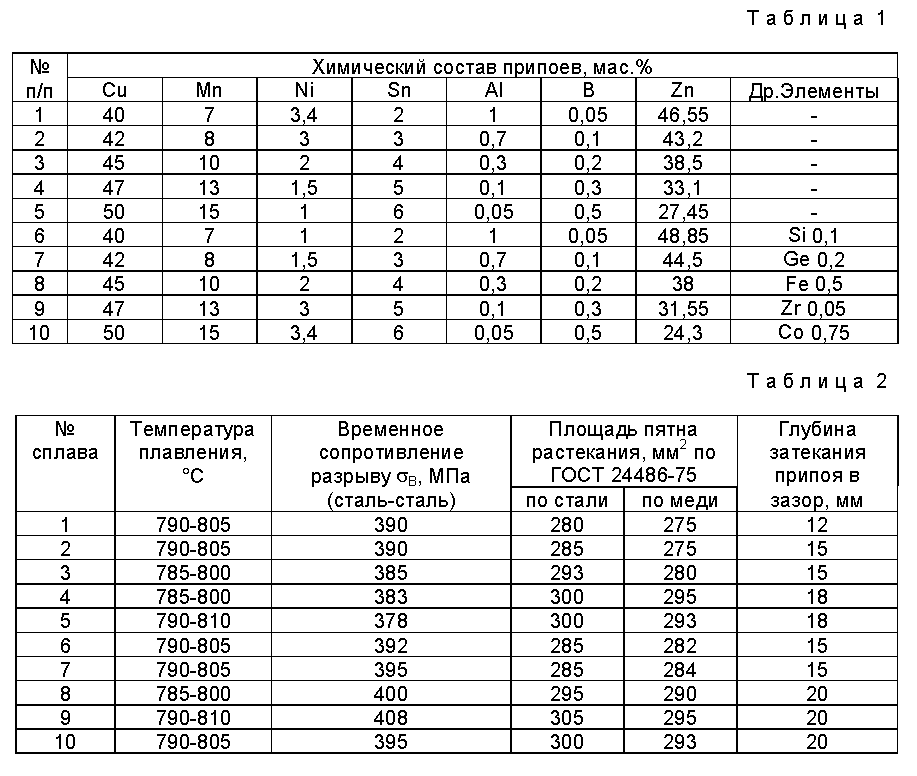 Таблица 1
№ п/п Химический состав припоев, мас.%
Cu Mn Ni Sn Al B Zn Др.Элементы
1 40 7 3,4 2 1 0,05 46,55 -
2 42 8 3 3 0,7 0,1 43,2 -
3 45 10 2 4 0,3 0,2 38,5 -
4 47 13 1,5 5 0,1 0,3 33,1 -
5 50 15 1 6 0,05 0,5 27,45 -
6 40 7 1 2 1 0,05 48,85 Si 0,1
7 42 8 1,5 3 0,7 0,1 44,5 Ge 0,2
8 45 10 2 4 0,3 0,2 38 Fe 0,5
9 47 13 3 5 0,1 0,3 31,55 Zr 0,05
10 50 15 3,4 6 0,05 0,5 24,3 Co 0,75
Таблица 2
№ Температура Временное Площадь пятна Глубина
сплава плавления, сопротивление растекания, мм² по затекания
°С разрыву σВ, МПа ГОСТ 24486-75 припоя в
(сталь-сталь) по стали по меди зазор, мм
1 790-805 390 280 275 12
2 790-805 390 285 275 15
3 785-800 385 293 280 15
4 785-800 383 300 295 18
5 790-810 378 300 293 18
6 790-805 392 285 282 15
7 790-805 395 285 284 15
8 785-800 400 295 290 20
9 790-810 408 305 295 20
10 790-805 395 300 293 20